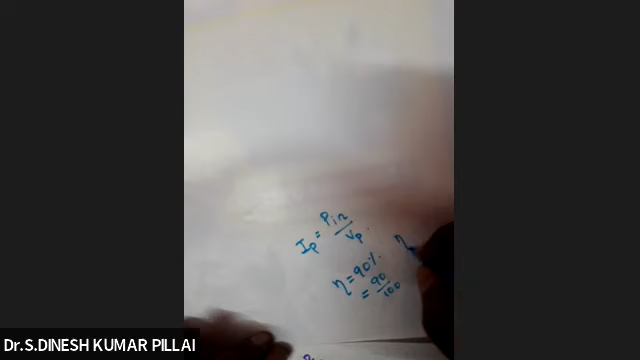 Ip = Pin/Vp.
η = 90%
= 90/100
η
Dr.S.DINESH KUMAR PILLAI